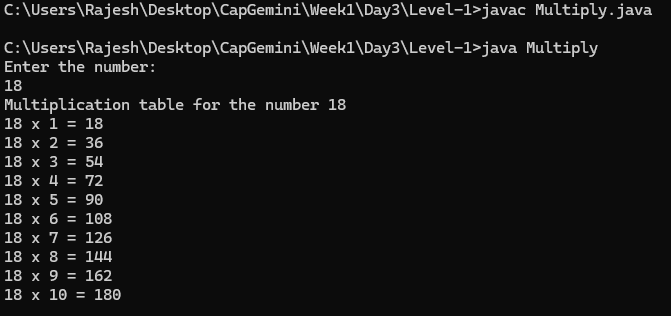 C:\Users\Rajesh\Desktop\CapGemini\Week1\Day3\Level-1>javac Multiply.java
C:\Users\Rajesh\Desktop\CapGemini\Week1\Day3\Level-1>java Multiply
Enter the number:
18
Multiplication table for the number 18
18 x 1 = 18
18 x 2 = 36
18 x 3 = 54
18 x 4 = 72
18 x 5 = 90
18 x 6 = 108
18 x 7 = 126
18 x 8 = 144
18 x 9 = 162
18 x 10 = 180